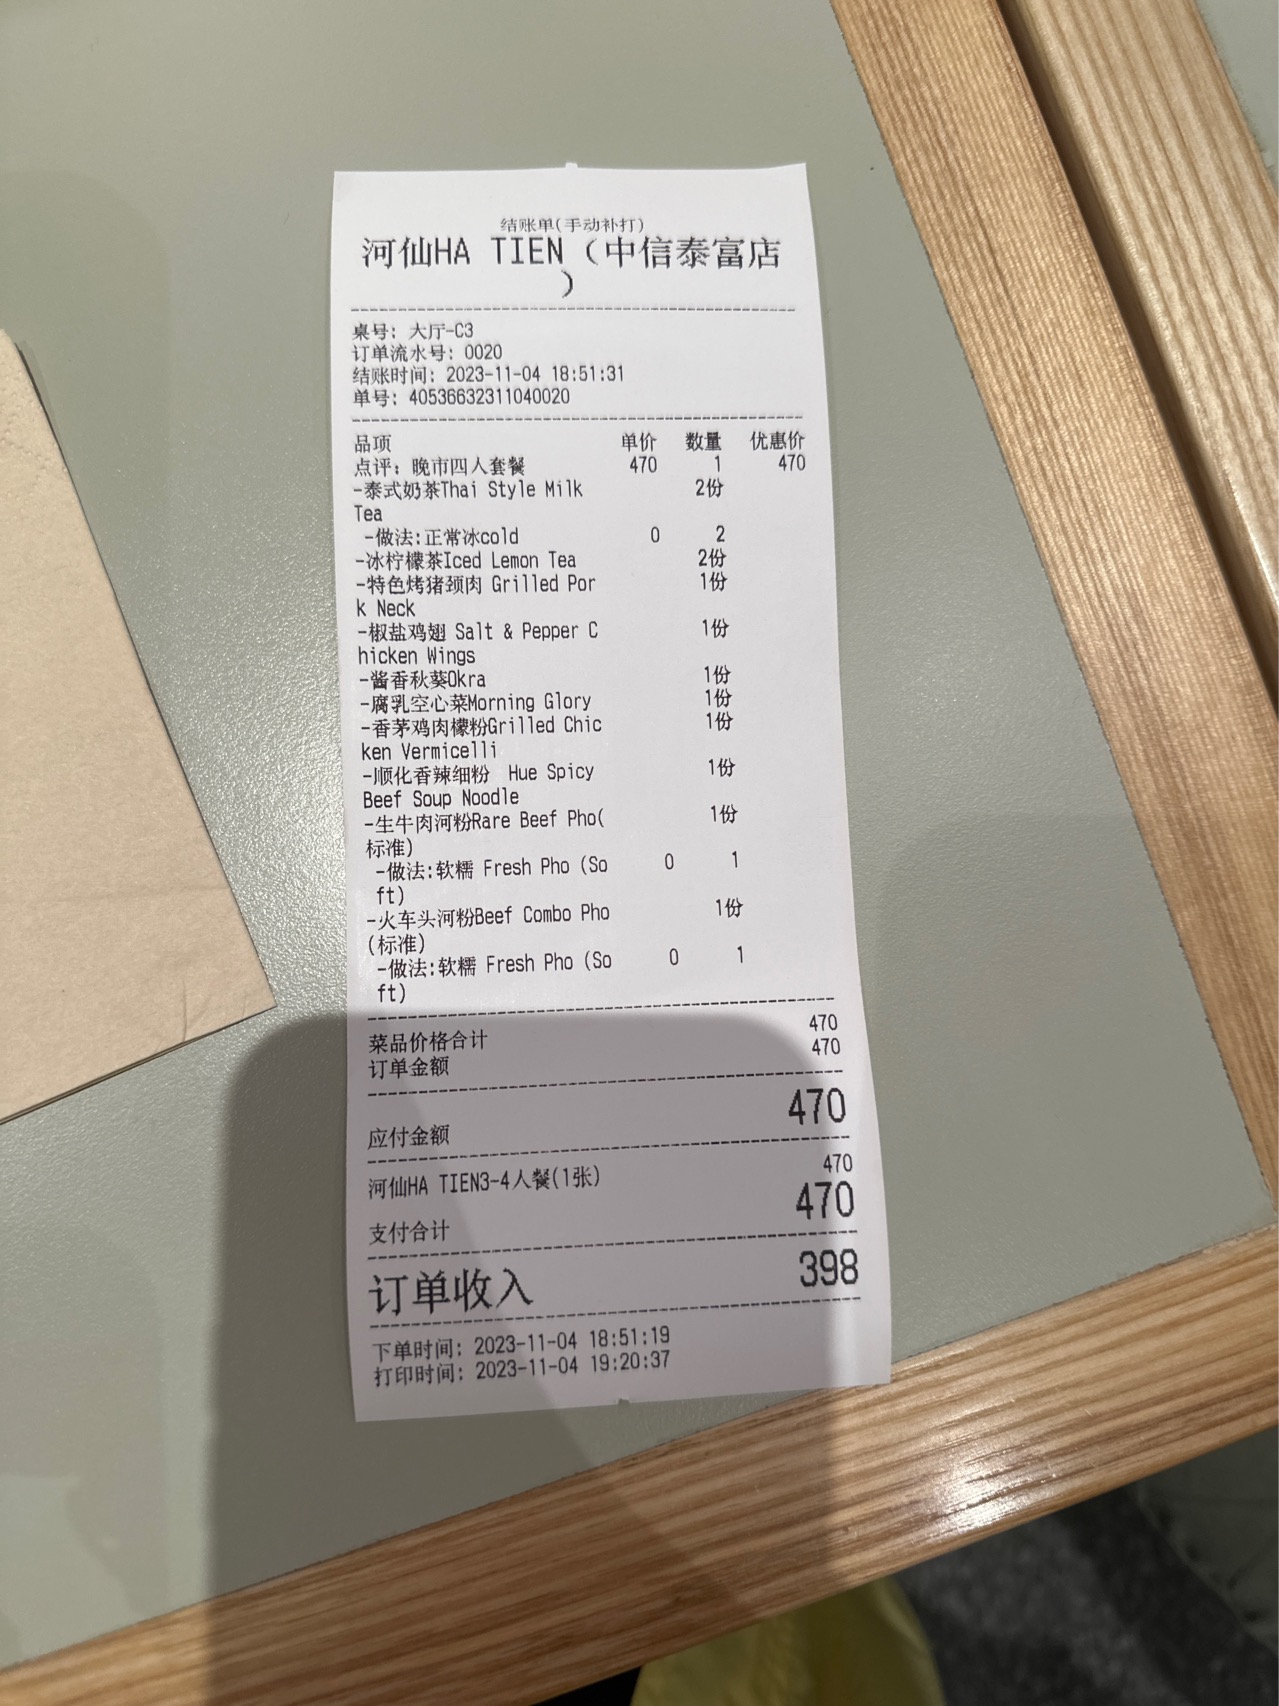 结账单(手动补打)
河仙HA TIEN（中信泰富店
）
桌号: 大厅-C3
订单流水号: 0020
结账时间: 2023-11-04 18:51:31
单号: 40536632311040020
品项 单价 数量 优惠价
点评: 晚市四人套餐 470 1 470
-泰式奶茶Thai Style Milk 2份
Tea
-做法:正常冰cold 0 2
-冰柠檬茶Iced Lemon Tea 2份
-特色烤猪颈肉 Grilled Por 1份
k Neck
-椒盐鸡翅 Salt & Pepper C 1份
hicken Wings
-酱香秋葵Okra 1份
-腐乳空心菜Morning Glory 1份
-香茅鸡肉檬粉Grilled Chic 1份
ken Vermicelli
-顺化香辣细粉 Hue Spicy 1份
Beef Soup Noodle
-生牛肉河粉Rare Beef Pho( 1份
标准)
-做法:软糯 Fresh Pho (So 0 1
ft)
-火车头河粉Beef Combo Pho 1份
(标准)
-做法:软糯 Fresh Pho (So 0 1
ft)
菜品价格合计 470
订单金额 470
应付金额 470
河仙HA TIEN3-4人餐(1张) 470
支付合计 470
订单收入 398
下单时间: 2023-11-04 18:51:19
打印时间: 2023-11-04 19:20:37